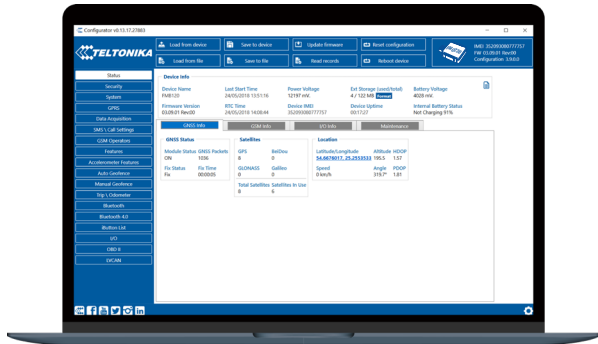 Configurator v0.13.17.27883
TELTONIKA
Load from device
Save to device
Update firmware
Reset configuration
Load from file
Save to file
Read records
Reboot device
IMEI 352093080777757
FW 03.09.01 Rev:00
Configuration 3.9.0.0
Status
Security
System
GPRS
Data Acquisition
SMS \ Call Settings
GSM Operators
Features
Accelerometer Features
Auto Geofence
Manual Geofence
Trip \ Odometer
Bluetooth
Bluetooth 4.0
iButton List
I/O
OBD II
LVCAN
Device Info
Device Name Last Start Time Power Voltage Ext Storage (used/total) Battery Voltage
FMB120 24/05/2018 13:51:16 12197 mV. 4 / 122 MB Format 4028 mV.
Firmware Version RTC Time Device IMEI Device Uptime Internal Battery Status
03.09.01 Rev:00 24/05/2018 14:08:44 352093080777757 00:17:27 Not Charging 91%
GNSS Info GSM Info I/O Info Maintenance
GNSS Status
Module Status GNSS Packets
ON 1036
Fix Status Fix Time
Fix 00:00:05
Satellites
GPS BeiDou
8 0
GLONASS Galileo
0 0
Total Satellites Satellites In Use
8 6
Location
Latitude/Longitude Altitude HDOP
54.6678017, 25.2553533 195.5 1.57
Speed Angle PDOP
0 km/h 319.7° 1.81